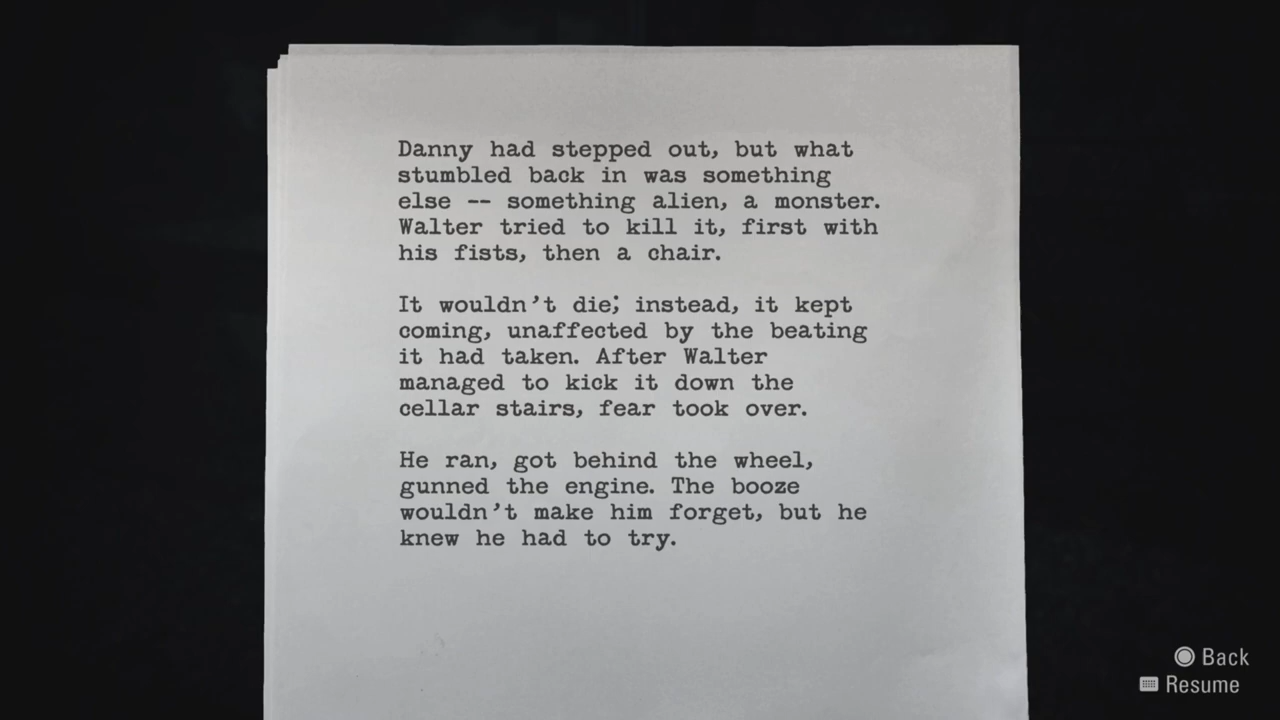 Danny had stepped out, but what
stumbled back in was something
else -- something alien, a monster.
Walter tried to kill it, first with
his fists, then a chair.
It wouldn't die; instead, it kept
coming, unaffected by the beating
it had taken. After Walter
managed to kick it down the
cellar stairs, fear took over.
He ran, got behind the wheel,
gunned the engine. The booze
wouldn't make him forget, but he
knew he had to try.
Back
Resume